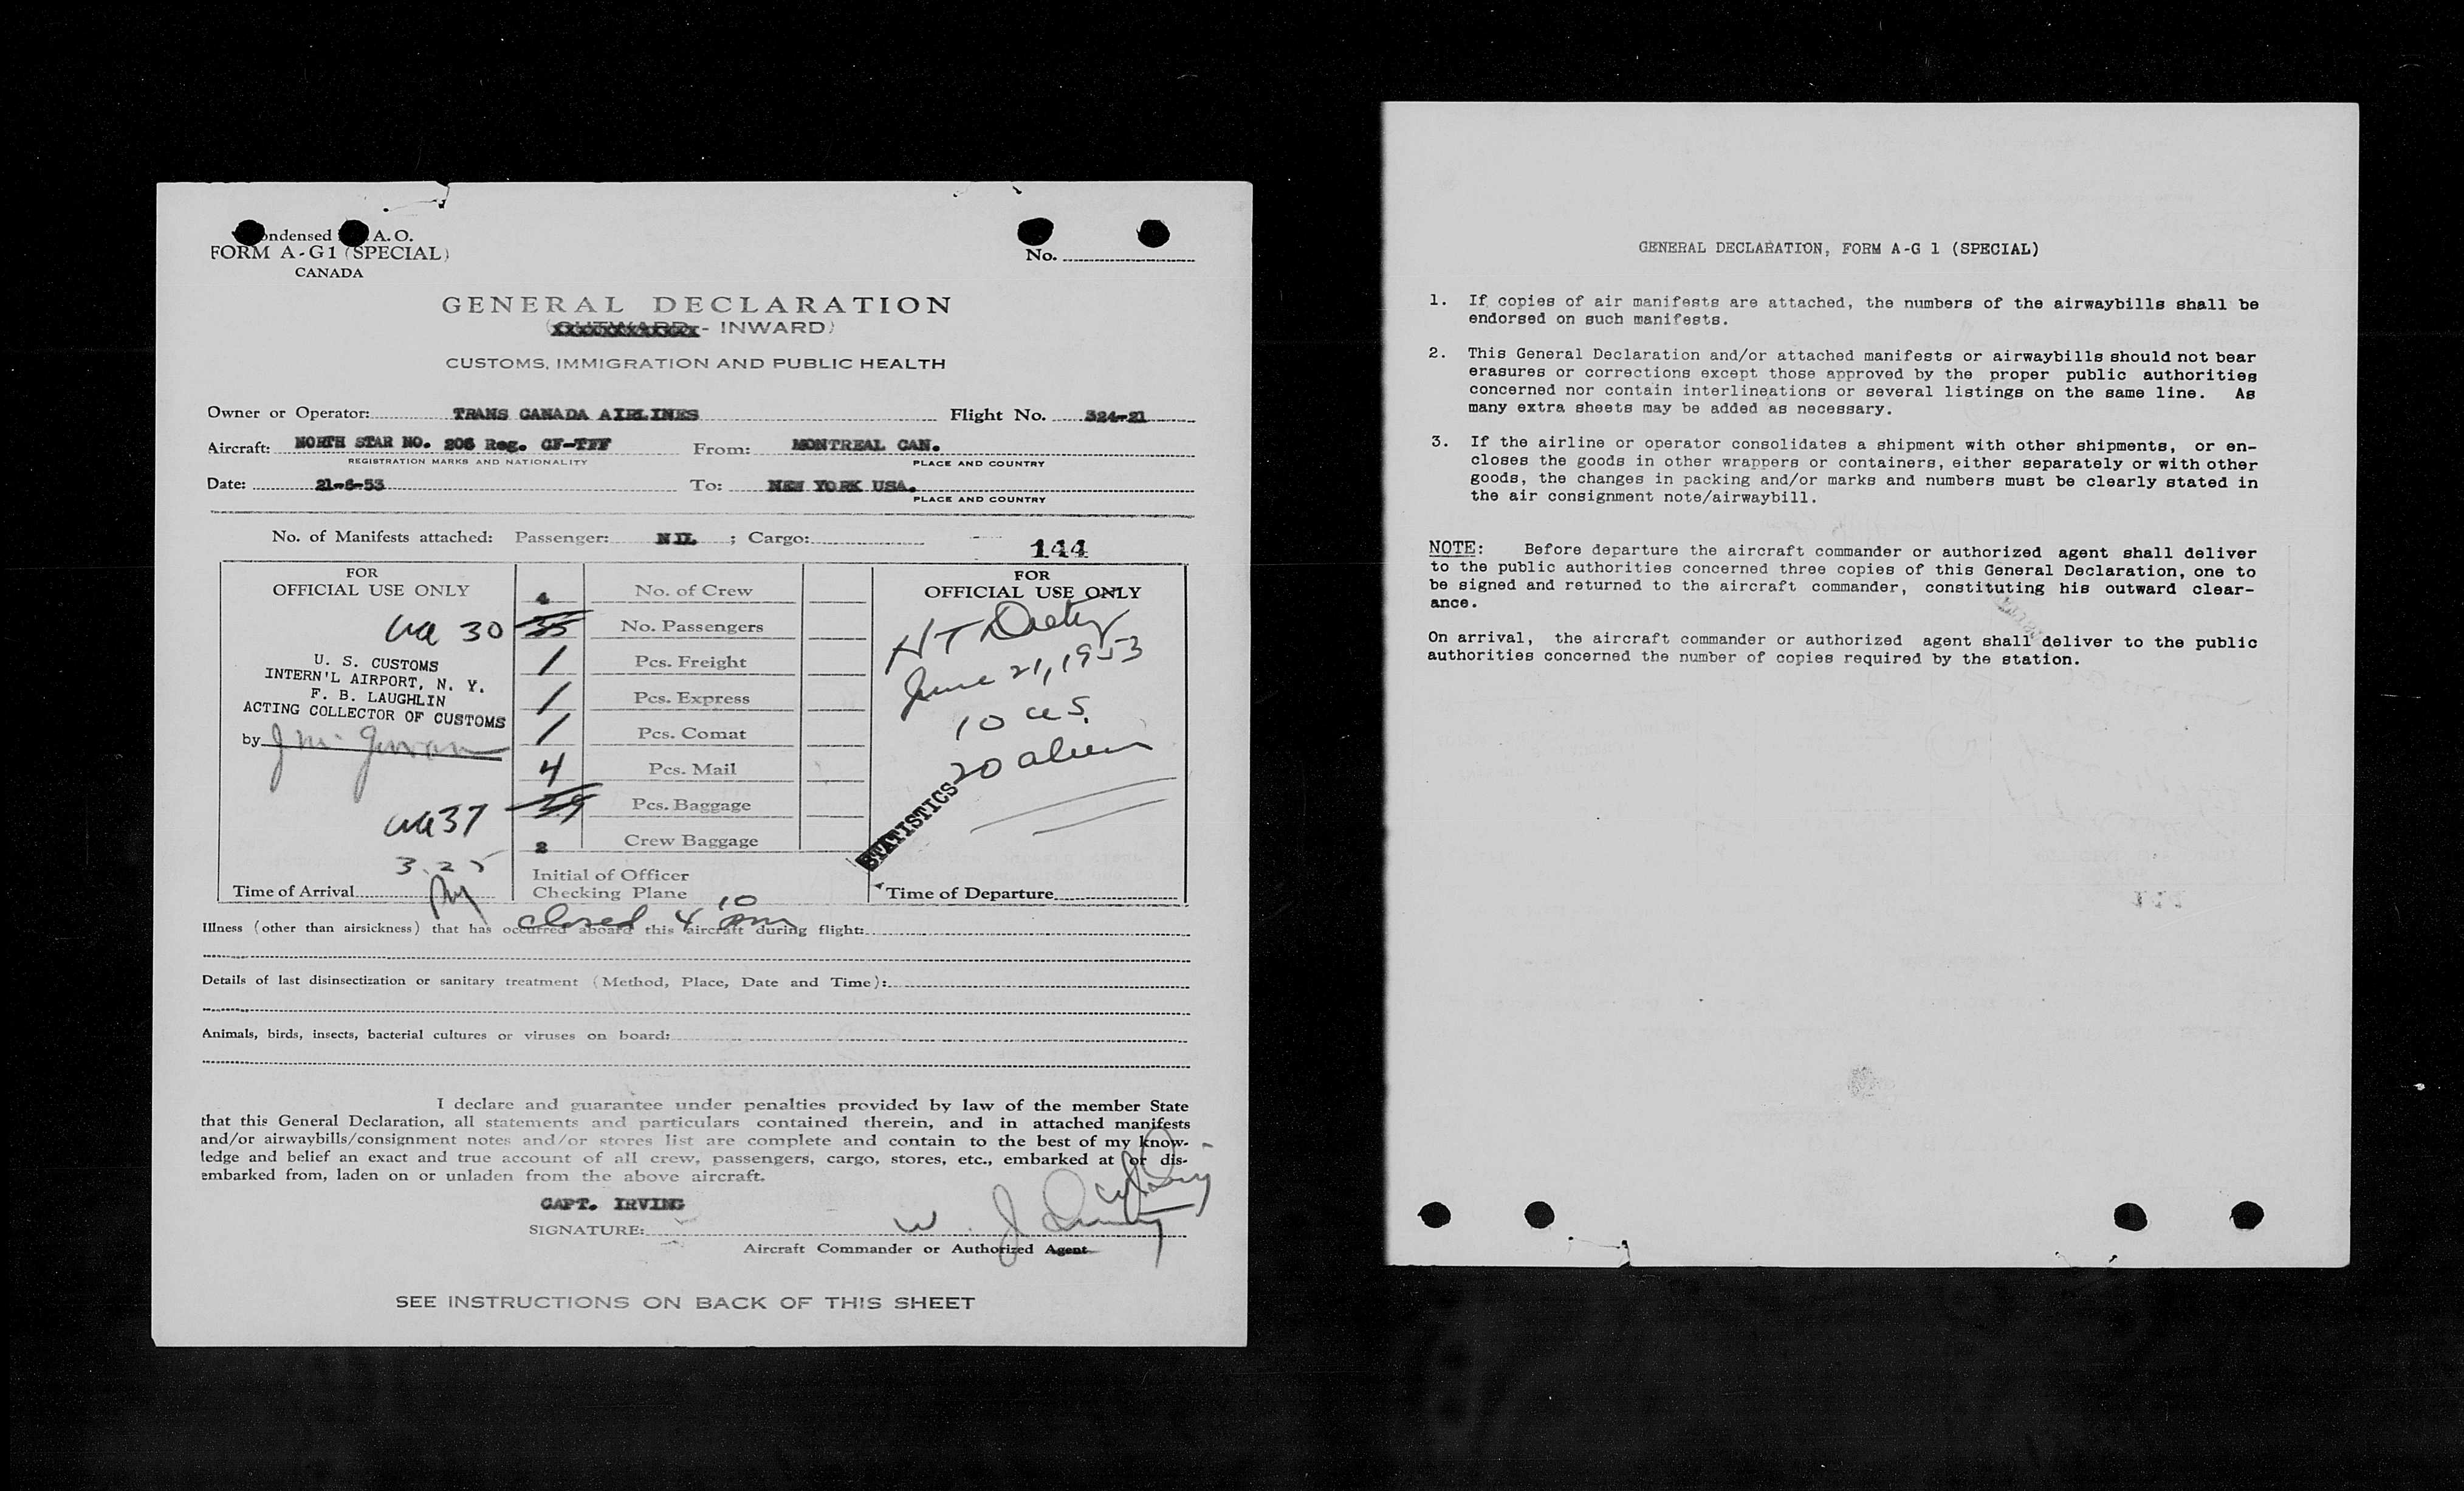 ondensed A. O.
FORM A-G1 (SPECIAL)
CANADA
No.
GENERAL DECLARATION
- INWARD)
CUSTOMS, IMMIGRATION AND PUBLIC HEALTH
Owner or Operator: TRANS CANADA AIRLINES Flight No. 324-21
Aircraft: NORTH STAR NO. 206 Reg. CF-TFF From: MONTREAL CAN.
REGISTRATION MARKS AND NATIONALITY PLACE AND COUNTRY
Date: 21-6-53 To: NEW YORK USA.
PLACE AND COUNTRY
No. of Manifests attached: Passenger: NIL ; Cargo:
144
FOR
OFFICIAL USE ONLY
30
U. S. CUSTOMS
INTERN'L AIRPORT, N. Y.
F. B. LAUGHLIN
ACTING COLLECTOR OF CUSTOMS
by
37
3.25
Time of Arrival
4 No. of Crew
35 No. Passengers
1 Pcs. Freight
1 Pcs. Express
1 Pcs. Comat
4 Pcs. Mail
39 Pcs. Baggage
2 Crew Baggage
Initial of Officer
Checking Plane
FOR
OFFICIAL USE ONLY
June 21, 1953
10
20 alien
STATISTICS
Time of Departure
closed 4 10 pm
Illness (other than airsickness) that has occurred aboard this aircraft during flight:
Details of last disinsectization or sanitary treatment (Method, Place, Date and Time):
Animals, birds, insects, bacterial cultures or viruses on board:
I declare and guarantee under penalties provided by law of the member State
that this General Declaration, all statements and particulars contained therein, and in attached manifests
and/or airwaybills/consignment notes and/or stores list are complete and contain to the best of my know-
ledge and belief an exact and true account of all crew, passengers, cargo, stores, etc., embarked at or dis-
embarked from, laden on or unladen from the above aircraft.
CAPT. IRVING
SIGNATURE: W. J. Irving
Aircraft Commander or Authorized Agent
SEE INSTRUCTIONS ON BACK OF THIS SHEET
GENERAL DECLARATION, FORM A-G 1 (SPECIAL)
1. If copies of air manifests are attached, the numbers of the airwaybills shall be
endorsed on such manifests.
2. This General Declaration and/or attached manifests or airwaybills should not bear
erasures or corrections except those approved by the proper public authorities
concerned nor contain interlineations or several listings on the same line. As
many extra sheets may be added as necessary.
3. If the airline or operator consolidates a shipment with other shipments, or en-
closes the goods in other wrappers or containers, either separately or with other
goods, the changes in packing and/or marks and numbers must be clearly stated in
the air consignment note/airwaybill.
NOTE: Before departure the aircraft commander or authorized agent shall deliver
to the public authorities concerned three copies of this General Declaration, one to
be signed and returned to the aircraft commander, constituting his outward clear-
ance.
On arrival, the aircraft commander or authorized agent shall deliver to the public
authorities concerned the number of copies required by the station.